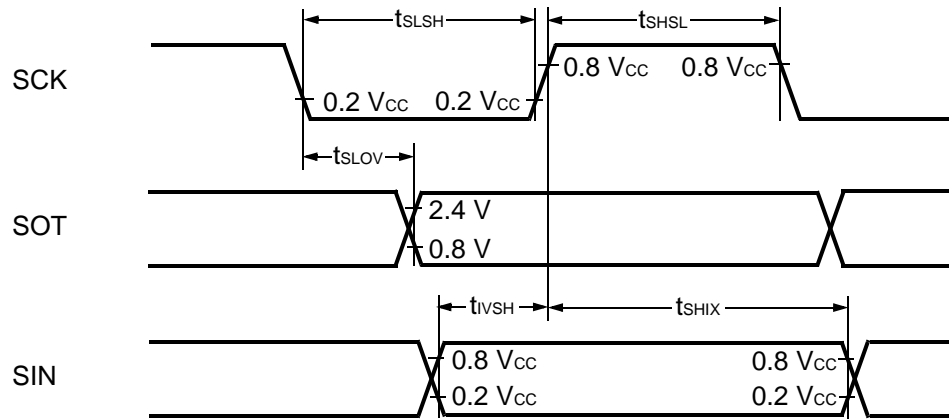 tSLSH tSHSL
SCK
0.8 VCC 0.8 VCC
0.2 VCC 0.2 VCC
tSLOV
SOT
2.4 V
0.8 V
tIVSH tSHIX
SIN
0.8 VCC 0.8 VCC
0.2 VCC 0.2 VCC